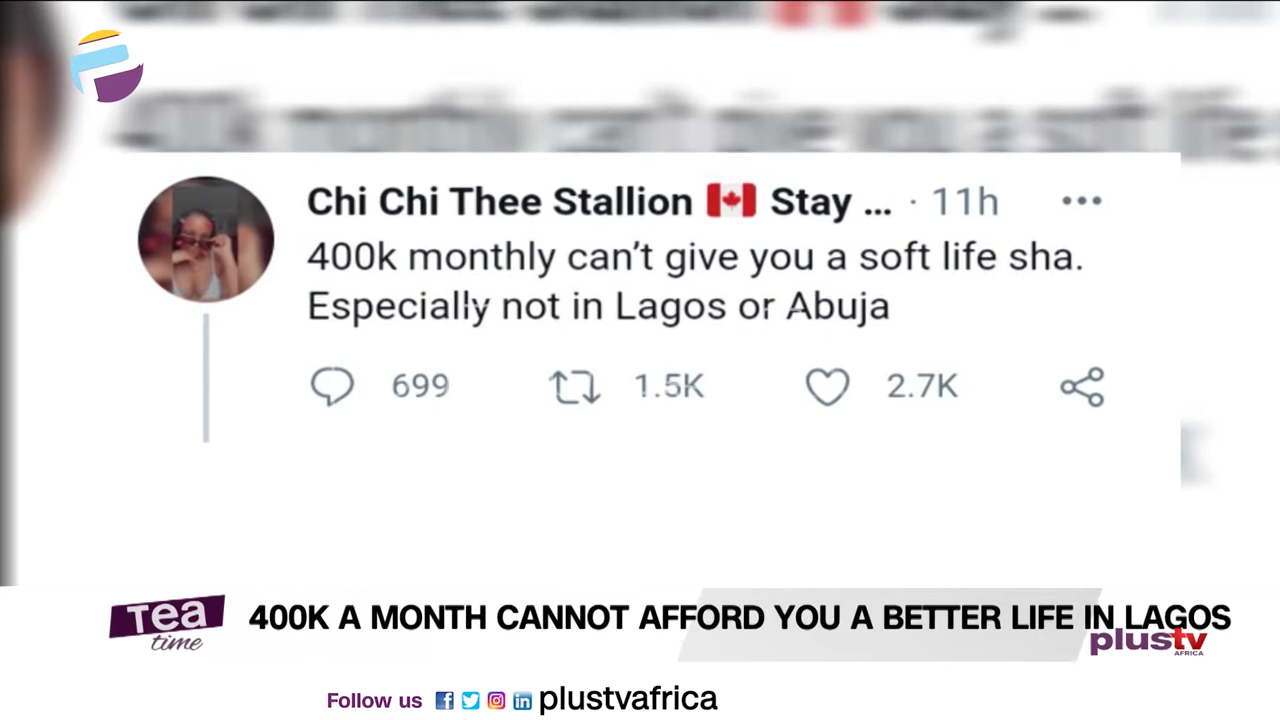 Chi Chi Thee Stallion 🇨🇦 Stay ... · 11h
400k monthly can't give you a soft life sha.
Especially not in Lagos or Abuja
699 1.5K 2.7K
Tea time
400K A MONTH CANNOT AFFORD YOU A BETTER LIFE IN LAGOS
plustv
AFRICA
Follow us plustvafrica